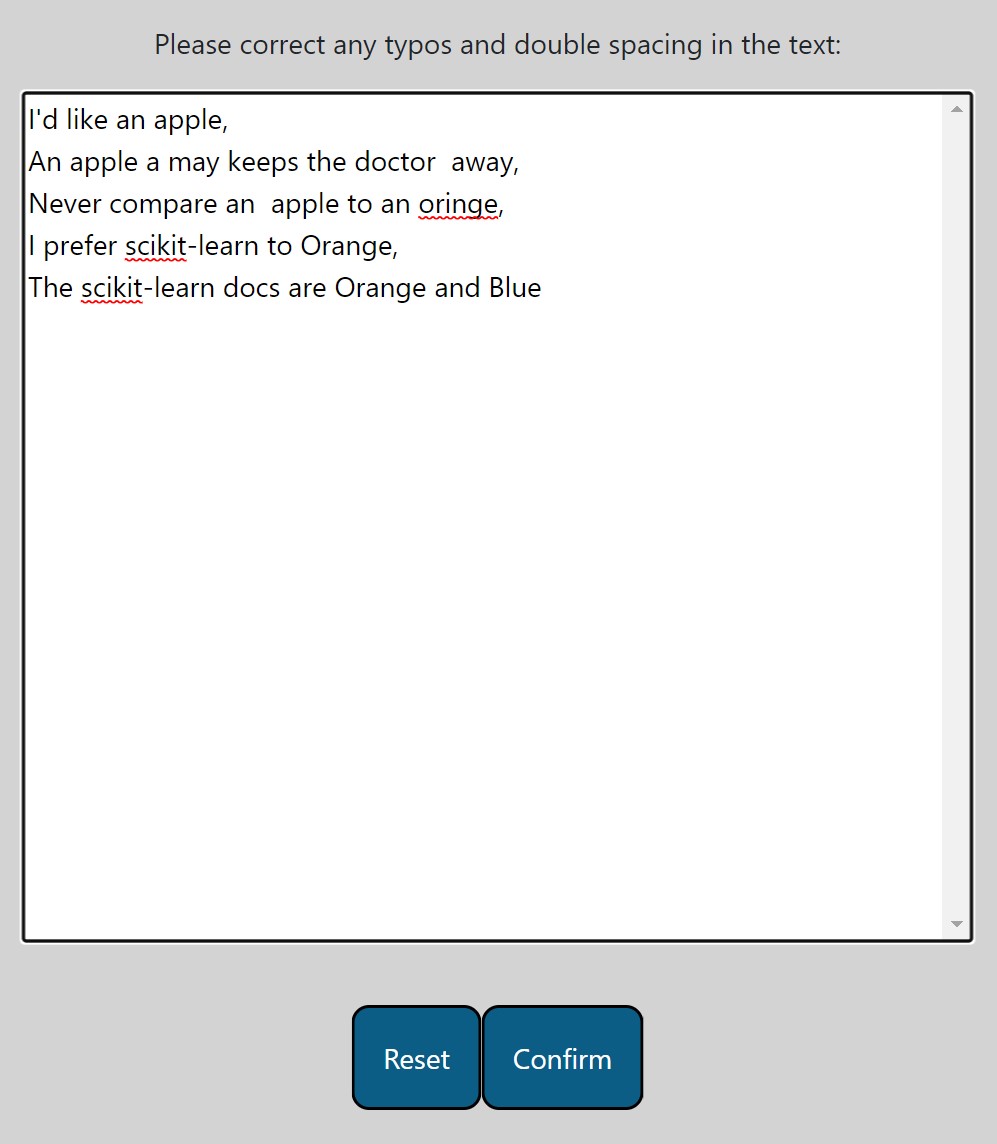 Please correct any typos and double spacing in the text:
I'd like an apple,
An apple a may keeps the doctor  away,
Never compare an  apple to an oringe,
I prefer scikit-learn to Orange,
The scikit-learn docs are Orange and Blue
Reset Confirm